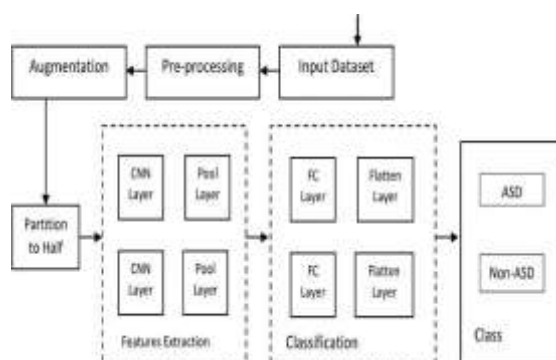 Augmentation
Pre-processing
Input Dataset
CNN
Layer
Pool
Layer
FC
Layer
Flatten
Layer
ASD
Partition
to Half
CNN
Layer
Pool
Layer
FC
Layer
Flatten
Layer
Non-ASD
Features Extraction
Classification
Class